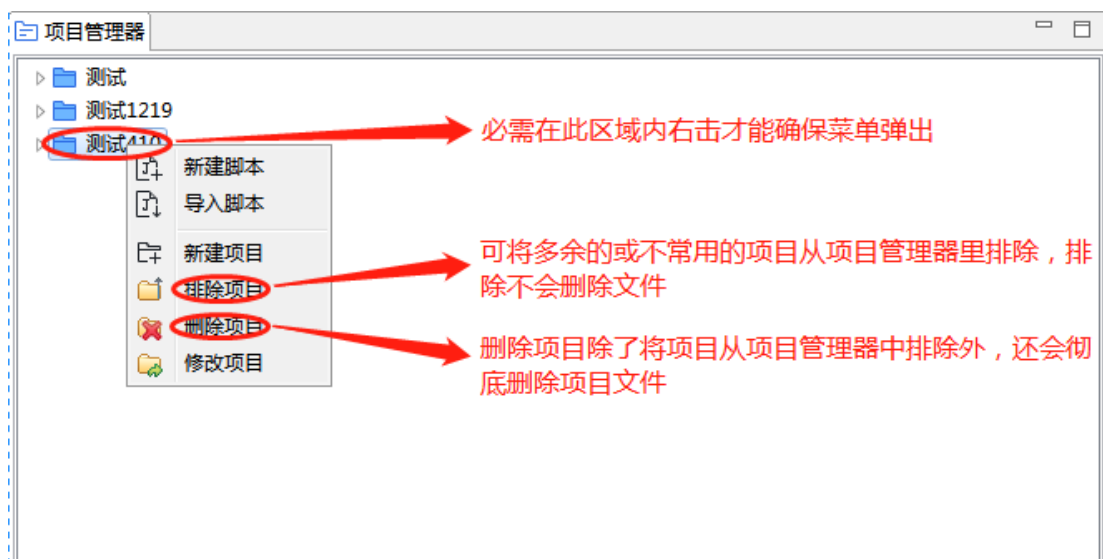 项目管理器
测试
测试1219
测试410
必需在此区域内右击才能确保菜单弹出
新建脚本
导入脚本
新建项目
排除项目
删除项目
修改项目
可将多余的或不常用的项目从项目管理器里排除，排
除不会删除文件
删除项目除了将项目从项目管理器中排除外，还会彻
底删除项目文件